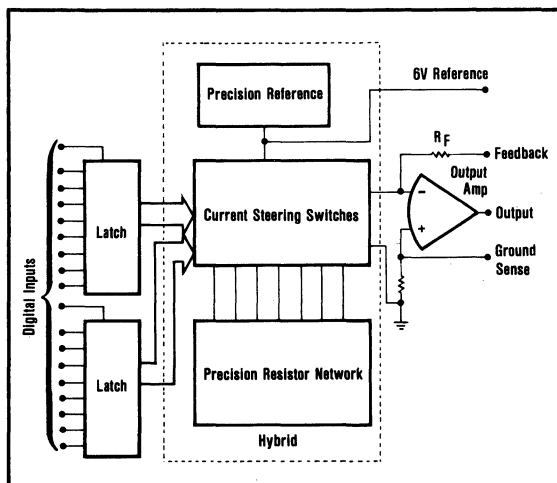 6V Reference
Precision Reference
R_F
Feedback
Output
Amp
Latch
Current Steering Switches
Output
Ground
Sense
Digital Inputs
Latch
Precision Resistor Network
Hybrid